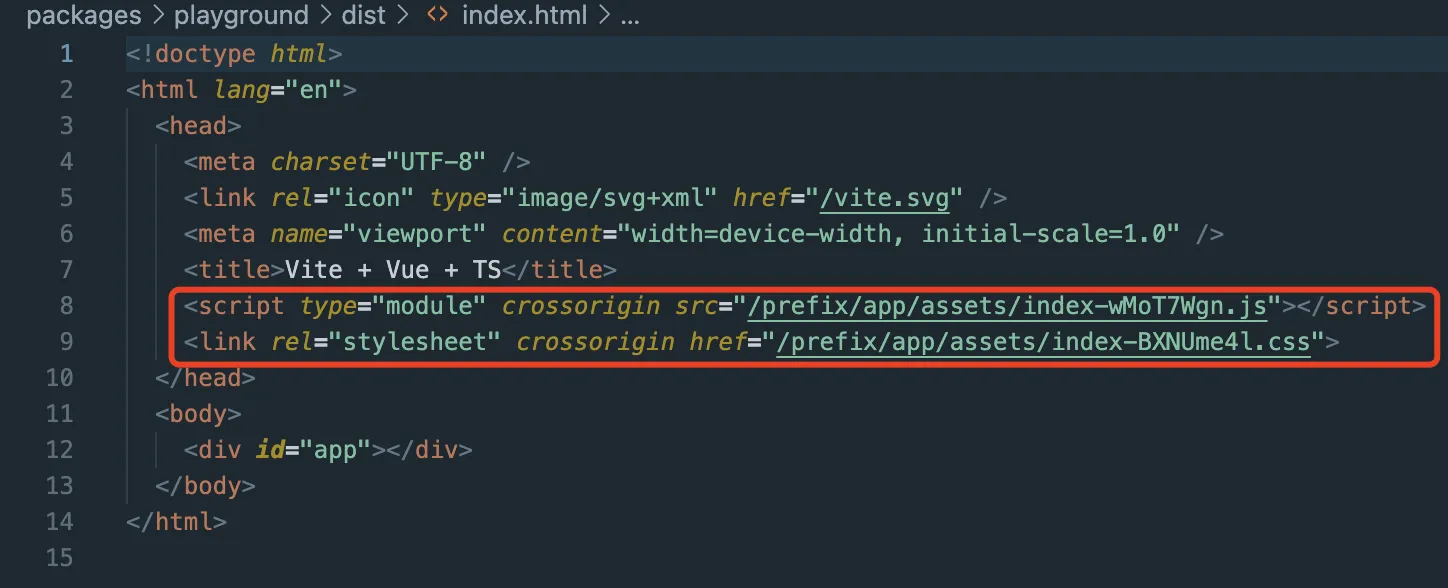 packages > playground > dist > <> index.html > ...
1 <!doctype html>
2 <html lang="en">
3 <head>
4 <meta charset="UTF-8" />
5 <link rel="icon" type="image/svg+xml" href="/vite.svg" />
6 <meta name="viewport" content="width=device-width, initial-scale=1.0" />
7 <title>Vite + Vue + TS</title>
8 <script type="module" crossorigin src="/prefix/app/assets/index-wMoT7Wgn.js"></script>
9 <link rel="stylesheet" crossorigin href="/prefix/app/assets/index-BXNUme4l.css">
10 </head>
11 <body>
12 <div id="app"></div>
13 </body>
14 </html>
15